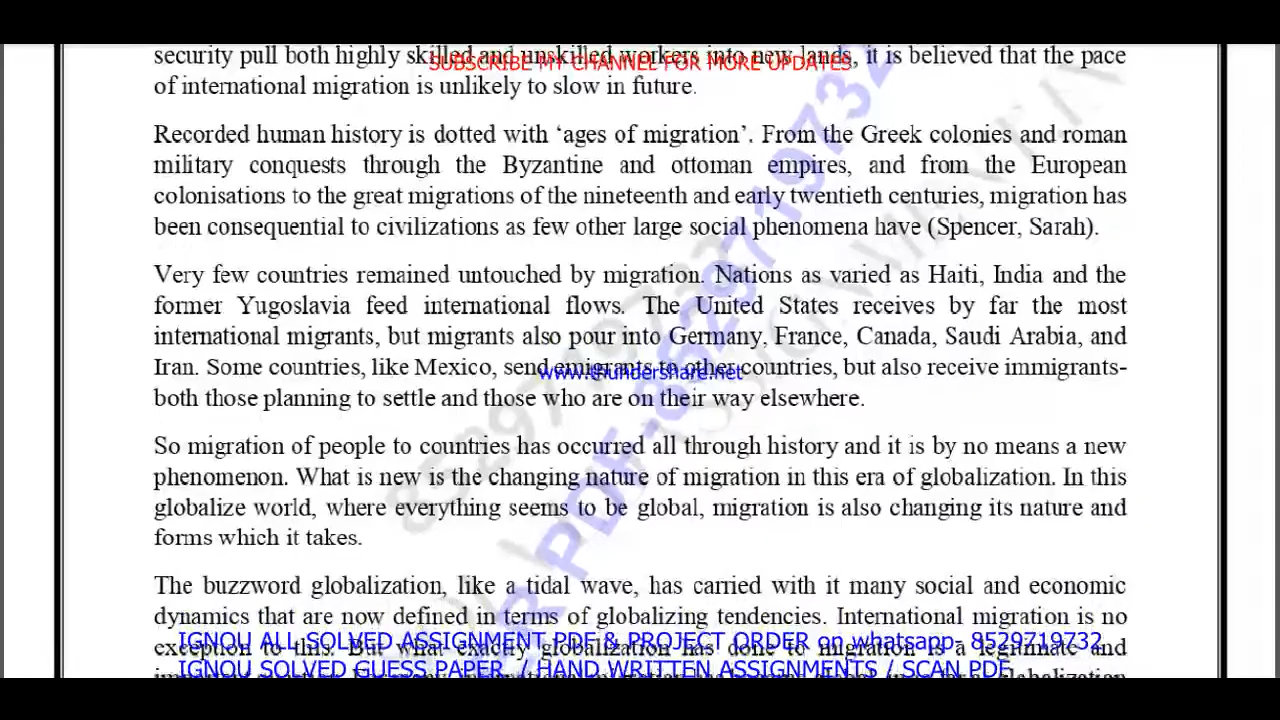 security pull both highly skilled and unskilled workers into new lands, it is believed that the pace
SUBSCRIBE MY CHANNEL FOR MORE UPDATES
of international migration is unlikely to slow in future.
Recorded human history is dotted with ‘ages of migration’. From the Greek colonies and roman
military conquests through the Byzantine and ottoman empires, and from the European
colonisations to the great migrations of the nineteenth and early twentieth centuries, migration has
been consequential to civilizations as few other large social phenomena have (Spencer, Sarah).
Very few countries remained untouched by migration. Nations as varied as Haiti, India and the
former Yugoslavia feed international flows. The United States receives by far the most
international migrants, but migrants also pour into Germany, France, Canada, Saudi Arabia, and
Iran. Some countries, like Mexico, send emigrants to other countries, but also receive immigrants-
www.thundershare.net
both those planning to settle and those who are on their way elsewhere.
So migration of people to countries has occurred all through history and it is by no means a new
phenomenon. What is new is the changing nature of migration in this era of globalization. In this
globalize world, where everything seems to be global, migration is also changing its nature and
forms which it takes.
The buzzword globalization, like a tidal wave, has carried with it many social and economic
dynamics that are now defined in terms of globalizing tendencies. International migration is no
IGNOU ALL SOLVED ASSIGNMENT PDF & PROJECT ORDER on whatsapp- 8529719732,
exception to this. But what exactly globalization has done to migration is a legitimate and
IGNOU SOLVED GUESS PAPER / HAND WRITTEN ASSIGNMENTS / SCAN PDF
PDF-8529719732
8529719732